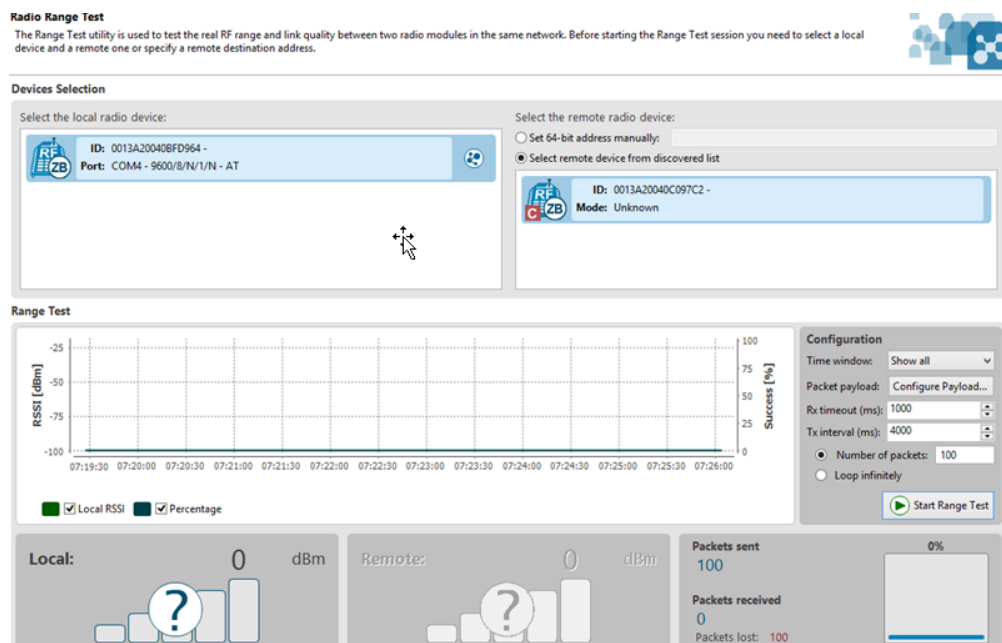 Radio Range Test
The Range Test utility is used to test the real RF range and link quality between two radio modules in the same network. Before starting the Range Test session you need to select a local
device and a remote one or specify a remote destination address.
Devices Selection
Select the local radio device:
RF
ZB
ID: 0013A20040BFD964 -
Port: COM4 - 9600/8/N/1/N - AT
Select the remote radio device:
Set 64-bit address manually:
Select remote device from discovered list
RF
C ZB
ID: 0013A20040C097C2 -
Mode: Unknown
Range Test
RSSI [dBm]
-25
-50
-75
-100
100
75
50
25
0
Success [%]
07:19:30 07:20:00 07:20:30 07:21:00 07:21:30 07:22:00 07:22:30 07:23:00 07:23:30 07:24:00 07:24:30 07:25:00 07:25:30 07:26:00
Local RSSI Percentage
Configuration
Time window: Show all
Packet payload: Configure Payload...
Rx timeout (ms): 1000
Tx interval (ms): 4000
Number of packets: 100
Loop infinitely
Start Range Test
Local: 0 dBm
?
Remote: 0 dBm
?
Packets sent
100
Packets received
0
Packets lost: 100
0%